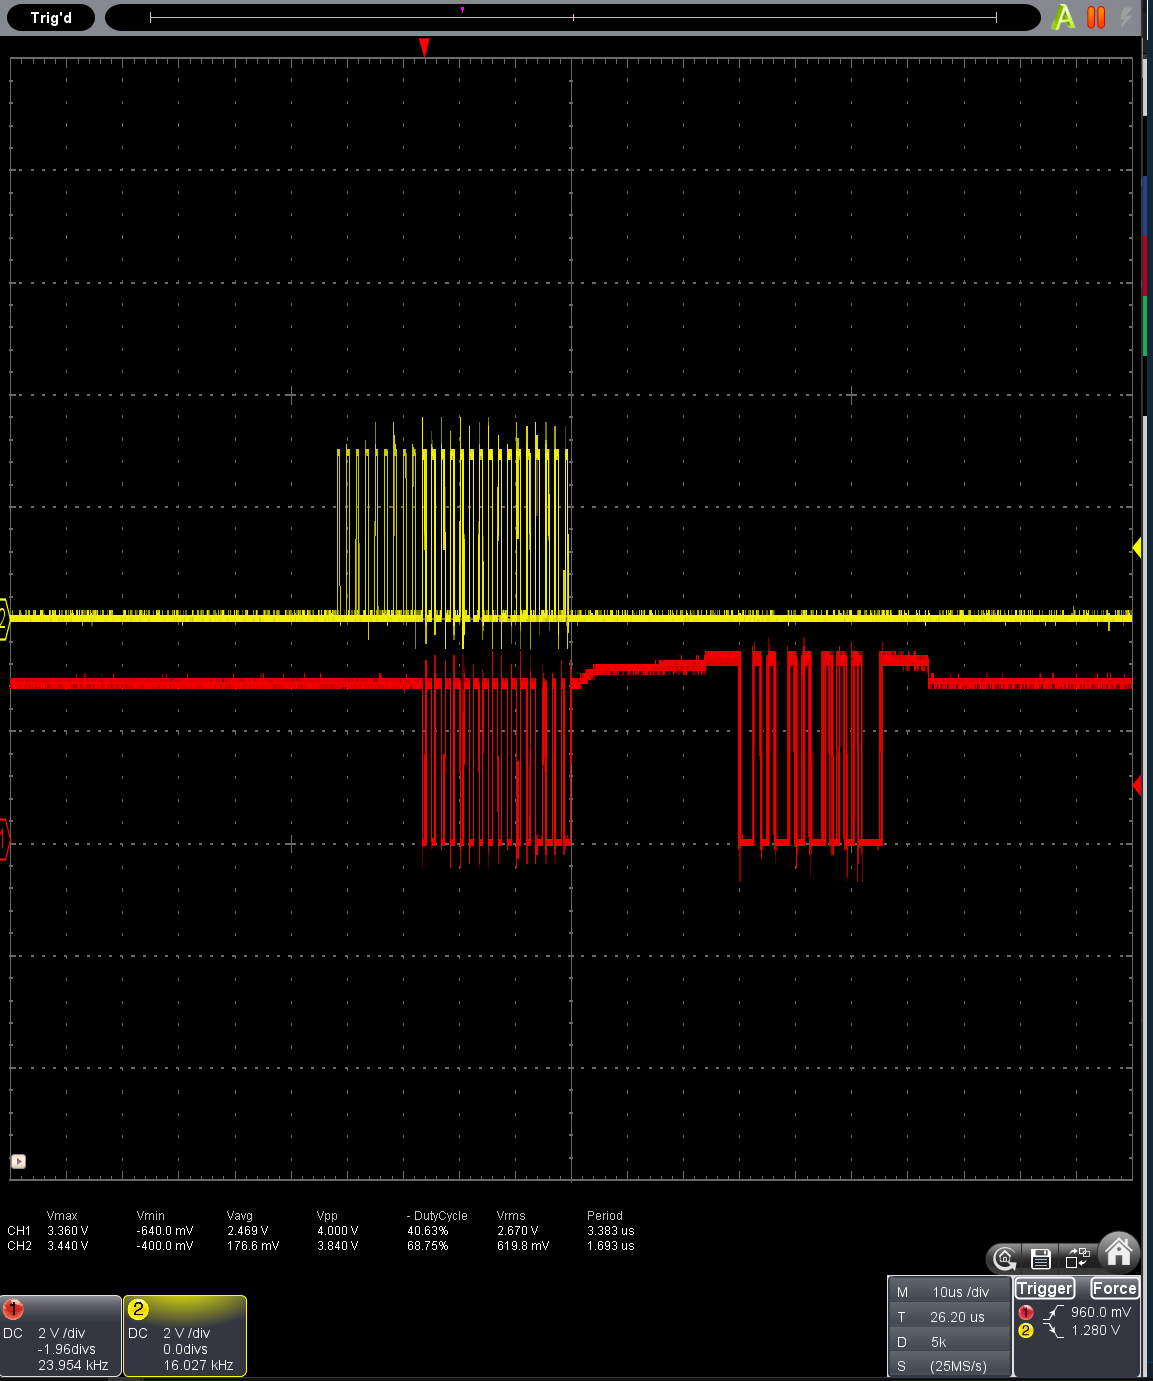 Trig'd
A
2
1
Vmax Vmin Vavg Vpp - DutyCycle Vrms Period
CH1 3.360 V -640.0 mV 2.469 V 4.000 V 40.63% 2.670 V 3.383 us
CH2 3.440 V -400.0 mV 176.6 mV 3.840 V 68.75% 619.8 mV 1.693 us
1
DC 2 V /div
-1.96divs
23.954 kHz
2
DC 2 V /div
0.0divs
16.027 kHz
M 10us /div
T 26.20 us
D 5k
S (25MS/s)
Trigger Force
1 960.0 mV
2 1.280 V